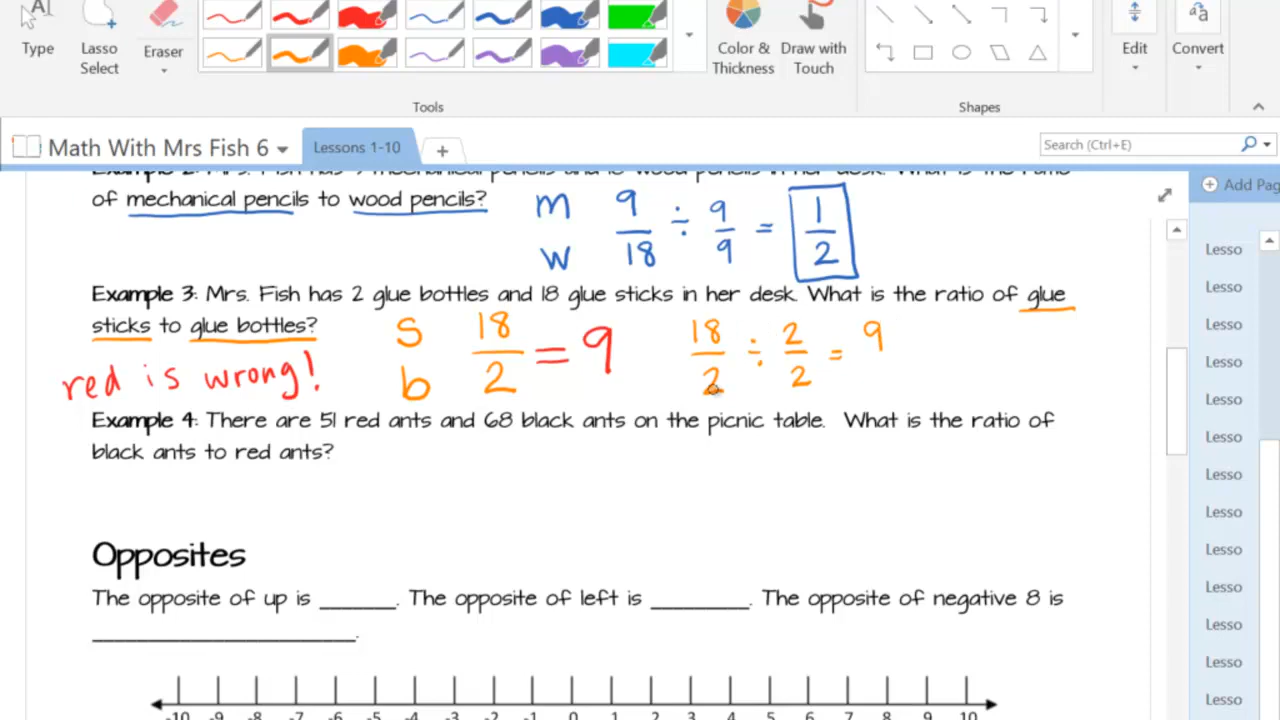 A
Type
Lasso
Select
Eraser
Color &
Thickness
Draw with
Touch
Edit
Convert
Tools
Shapes
Math With Mrs Fish 6
Lessons 1-10
+
Search (Ctrl+E)
Add Pag
of mechanical pencils to wood pencils?
m 9 ÷ 9 = 1
w 18 9 2
Example 3: Mrs. Fish has 2 glue bottles and 18 glue sticks in her desk. What is the ratio of glue
sticks to glue bottles?
s 18 = 9
b 2
18 ÷ 2 = 9
2 2
red is wrong!
Example 4: There are 51 red ants and 68 black ants on the picnic table. What is the ratio of
black ants to red ants?
Opposites
The opposite of up is _______. The opposite of left is _________. The opposite of negative 8 is
________________________.
-10 -9 -8 -7 -6 -5 -4 -3 -2 -1 0 1 2 3 4 5 6 7 8 9 10
Lesso
Lesso
Lesso
Lesso
Lesso
Lesso
Lesso
Lesso
Lesso
Lesso
Lesso
Lesso
Lesso